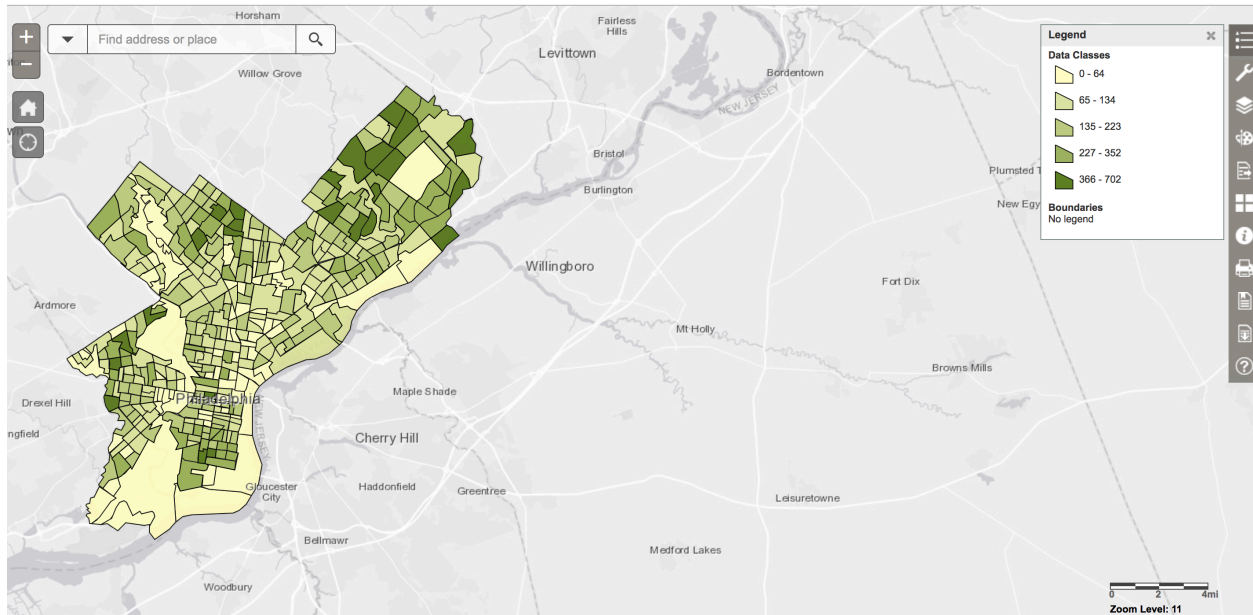 Horsham
Fairless
Hills
+
Find address or place
Levittown
−
Willow Grove
Bordentown
NEW JERSEY
Bristol
Burlington
Plumsted T
New Egy
Willingboro
Fort Dix
Ardmore
Mt Holly
Browns Mills
Maple Shade
Drexel Hill
Philadelphia
NEW JERSEY
ngfield
Cherry Hill
Gloucester
City
Haddonfield
Greentree
Leisuretowne
Bellmawr
Medford Lakes
Woodbury
Legend
Data Classes
0 - 64
65 - 134
135 - 223
227 - 352
366 - 702
Boundaries
No legend
0 2 4mi
Zoom Level: 11